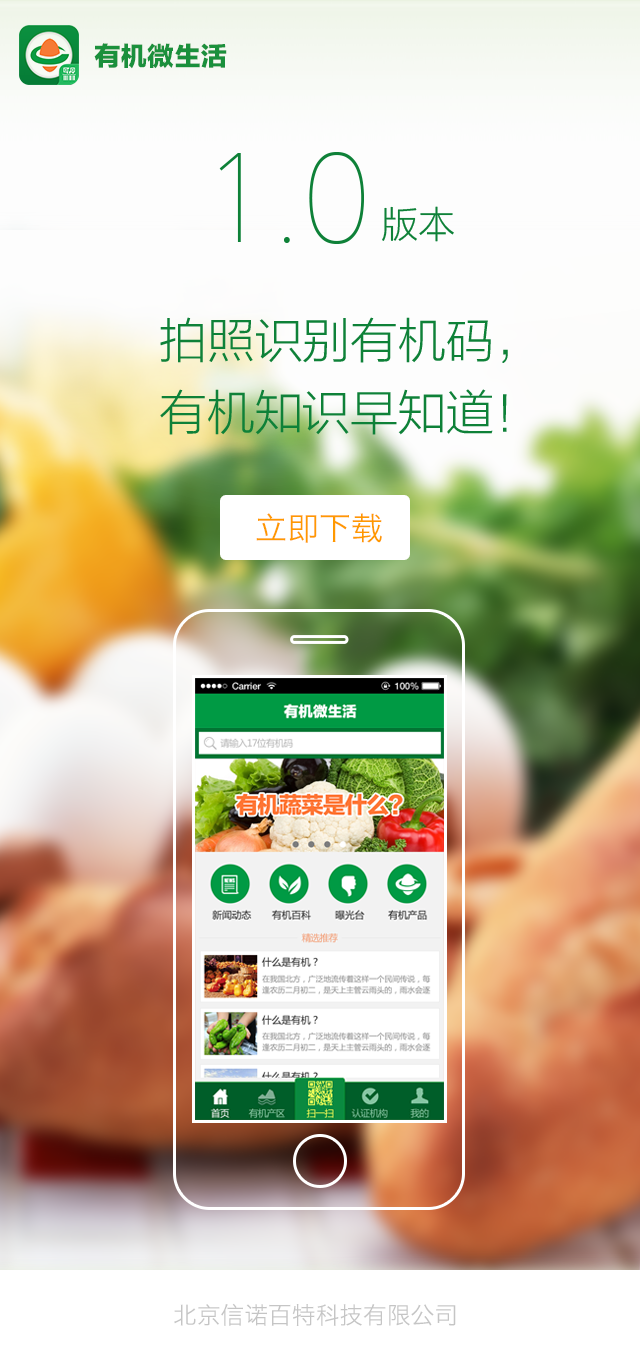 有机微生活
1.0 版本
拍照识别有机码，
有机知识早知道！
立即下载
Carrier 100%
有机微生活
请输入17位有机码
有机蔬菜是什么？
NEWS
新闻动态 有机百科 曝光台 有机产品
精选推荐
什么是有机？
在我国北方，广泛地流传着这样一个民间传说，每
逢农历二月初二，是天上主管云雨头的，雨水会逐
什么是有机？
在我国北方，广泛地流传着这样一个民间传说，每
逢农历二月初二，是天上主管云雨头的，雨水会逐
什么是有机？
首页 有机产区 扫一扫 认证机构 我的
北京信诺百特科技有限公司